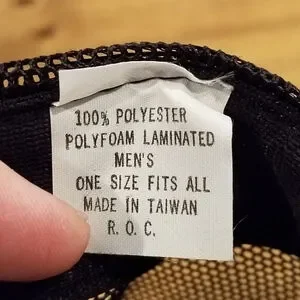 100% POLYESTER
POLYFOAM LAMINATED
MEN'S
ONE SIZE FITS ALL
MADE IN TAIWAN
R. O. C.